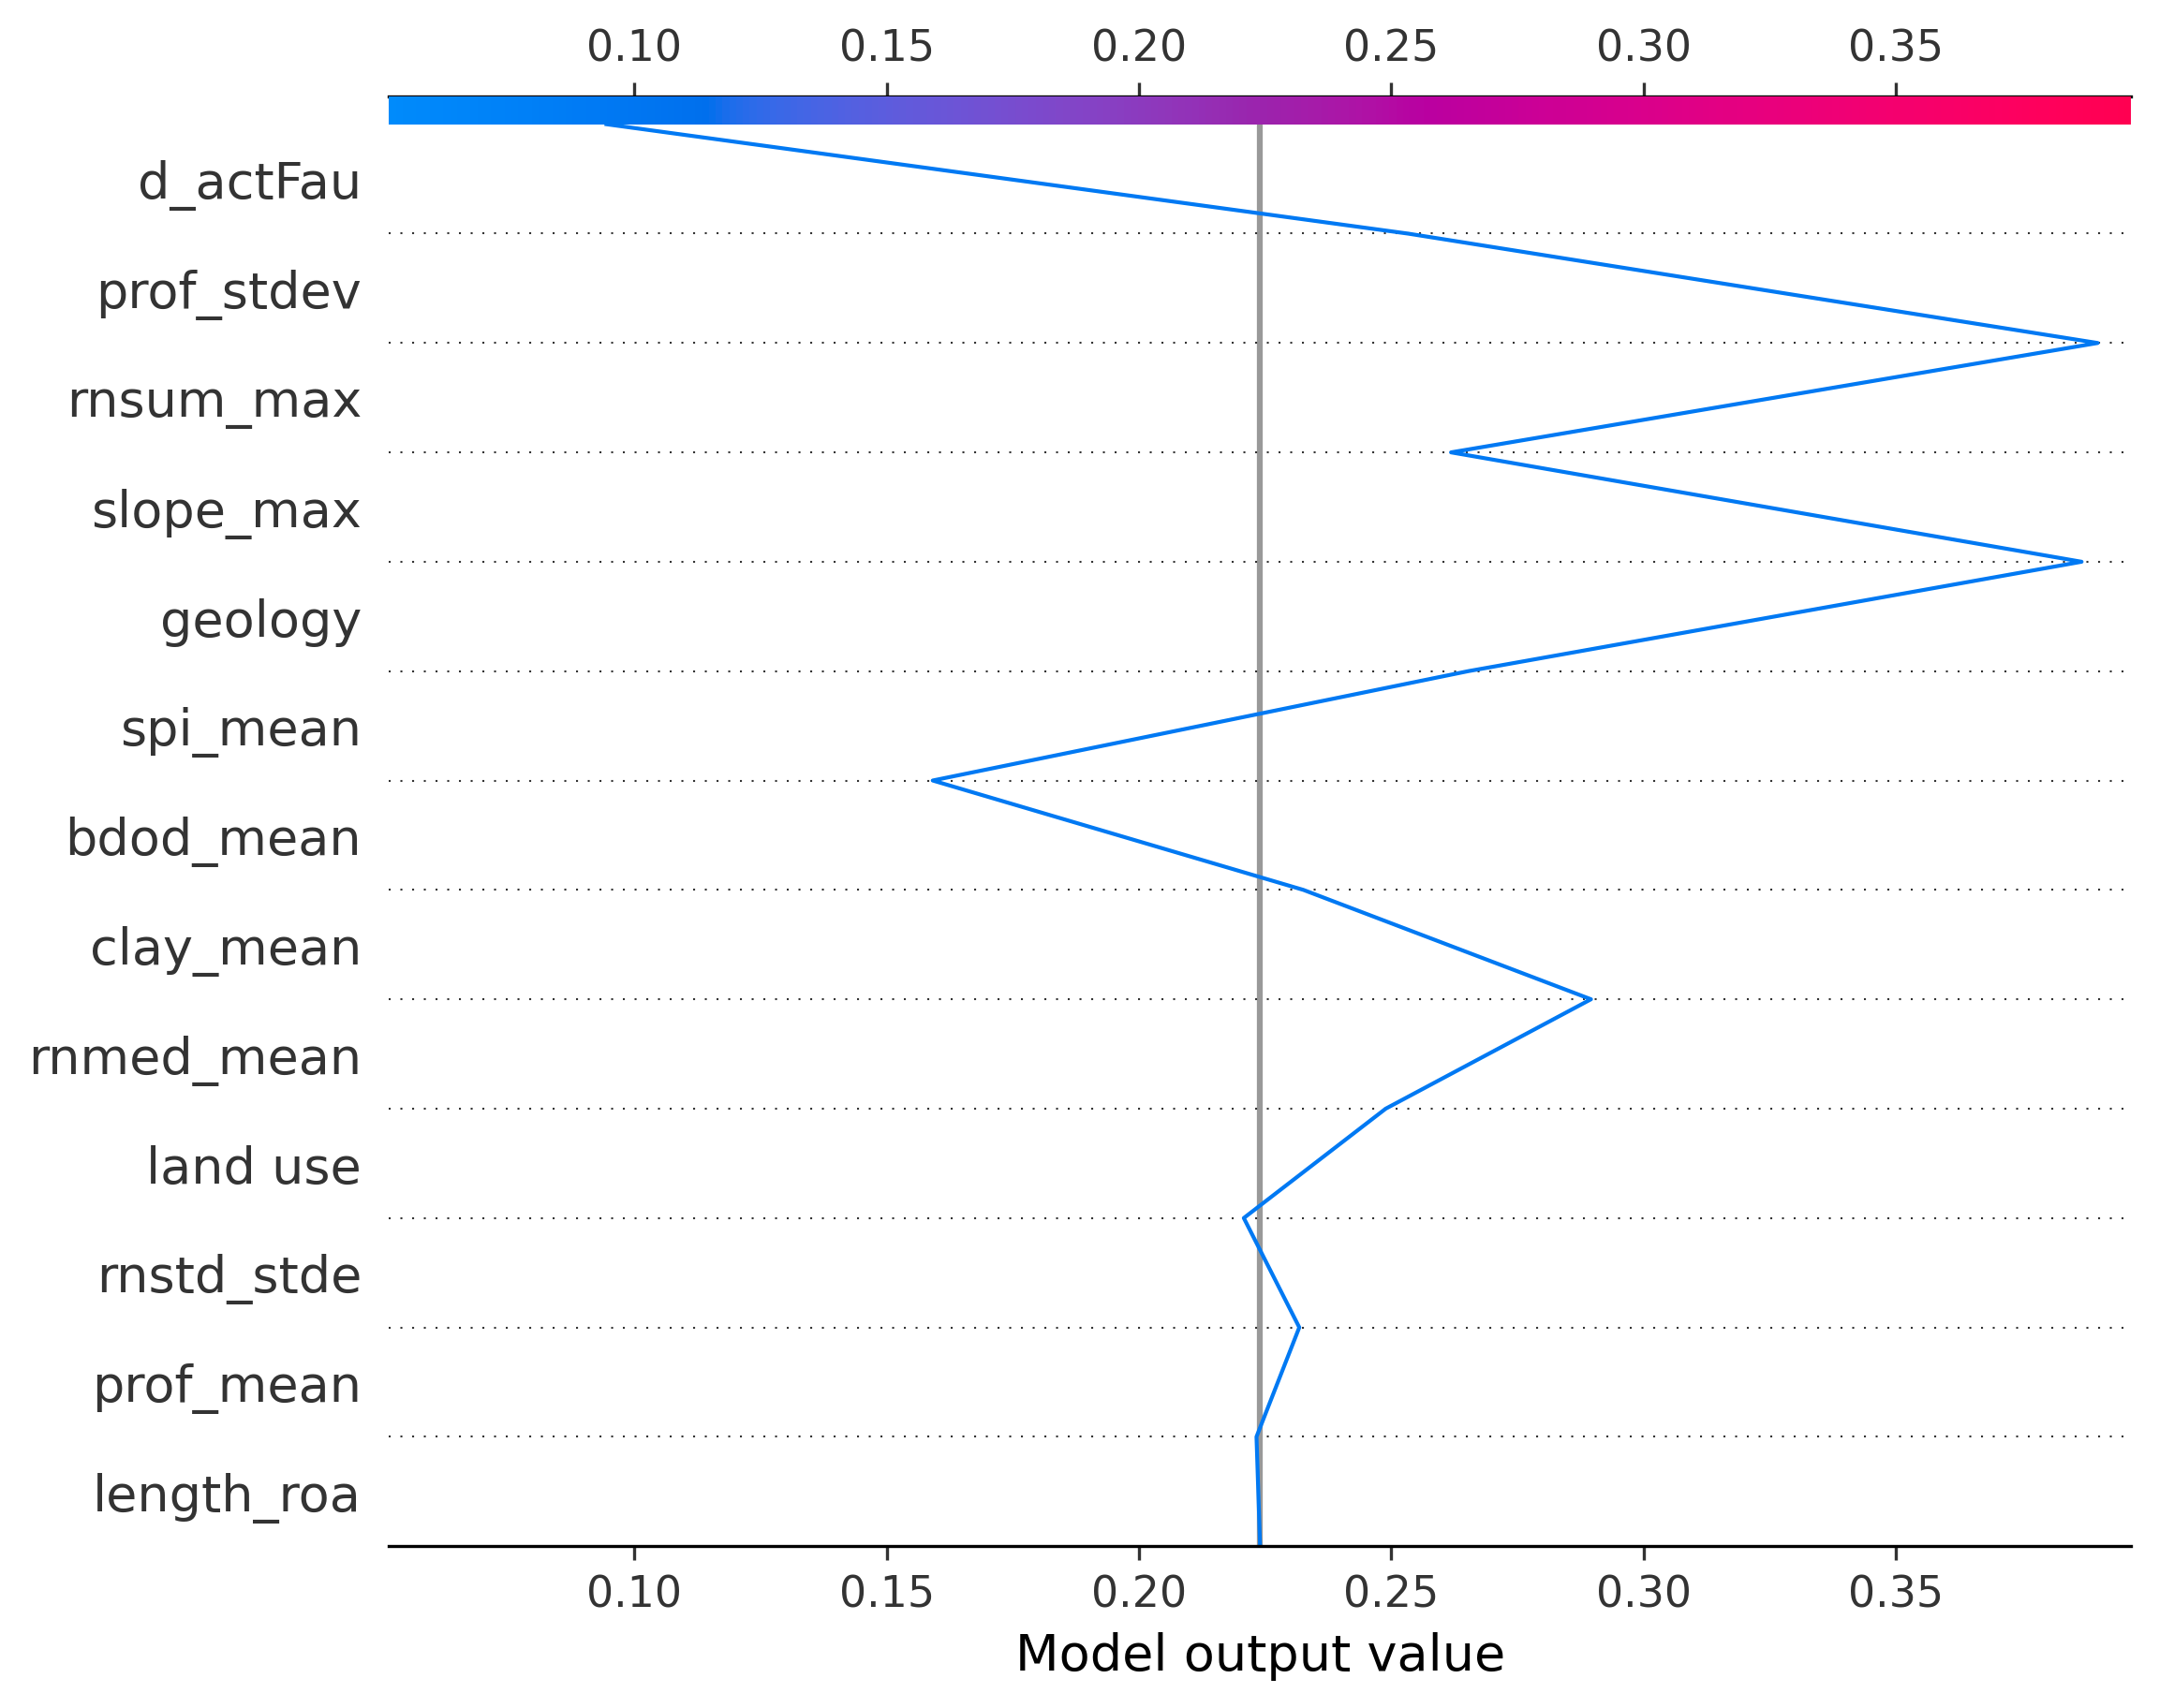 0.10 0.15 0.20 0.25 0.30 0.35
d_actFau
prof_stdev
rnsum_max
slope_max
geology
spi_mean
bdod_mean
clay_mean
rnmed_mean
land use
rnstd_stde
prof_mean
length_roa
0.10 0.15 0.20 0.25 0.30 0.35
Model output value